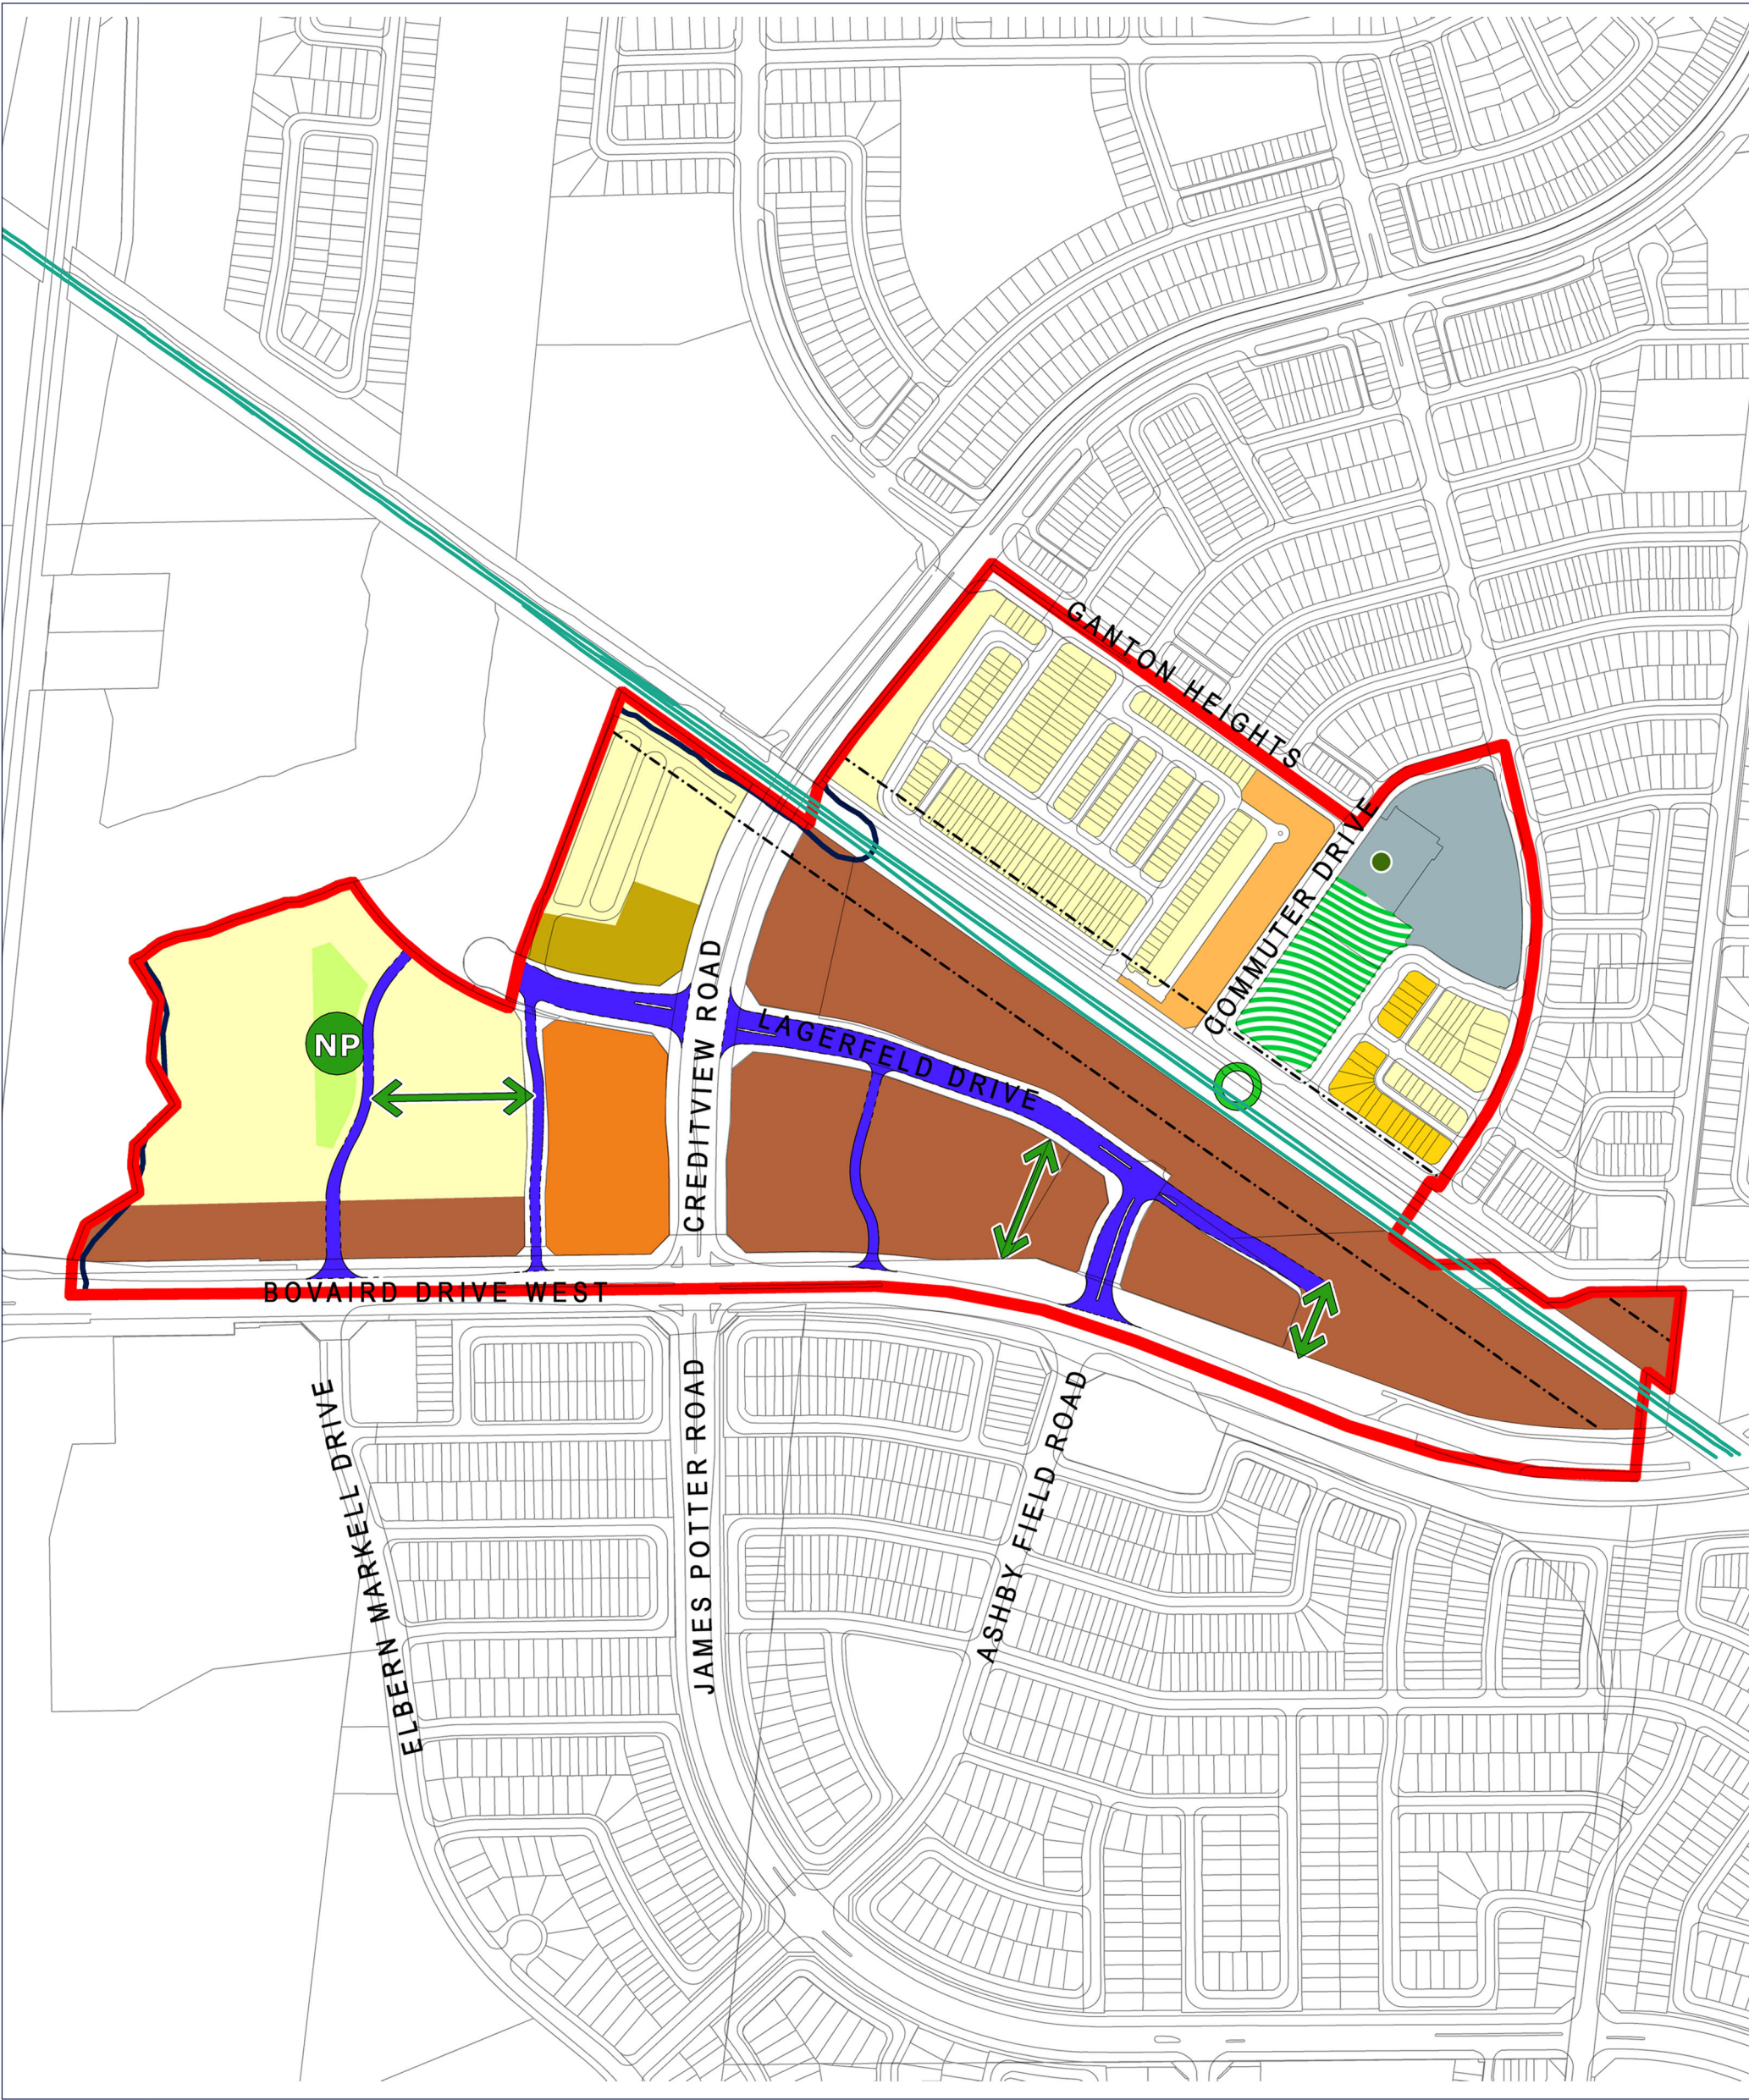 GANTON HEIGHTS
COMMUTER DRIVE
CREDITVIEW ROAD
LAGERFELD DRIVE
NP
BOVAIRD DRIVE WEST
ELBERN MARKELL DRIVE
JAMES POTTER ROAD
ASHBY FIELD ROAD